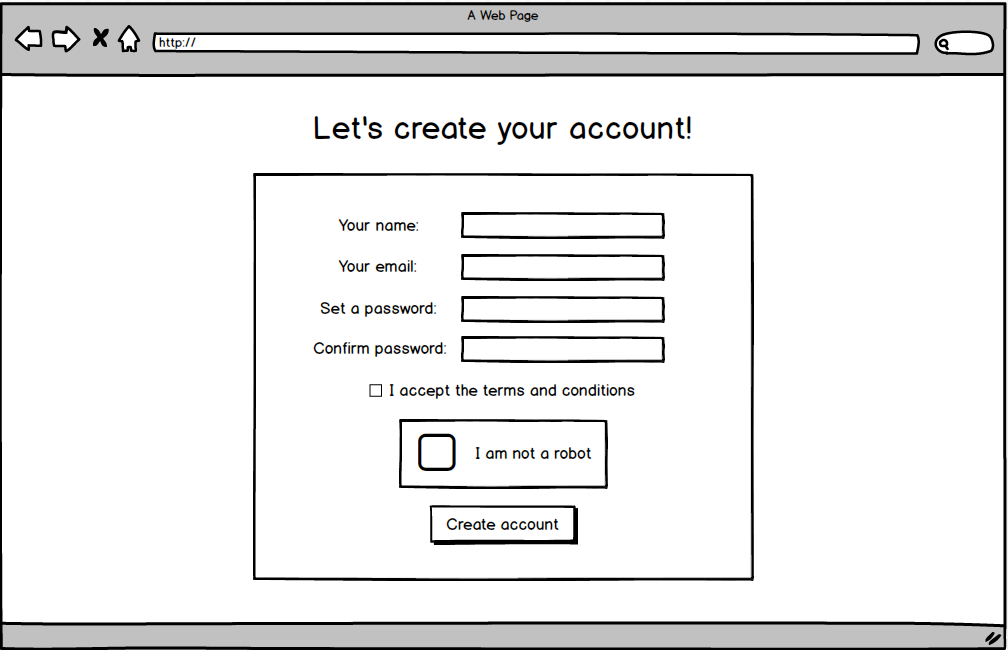 A Web Page
http://
Let's create your account!
Your name:
Your email:
Set a password:
Confirm password:
I accept the terms and conditions
I am not a robot
Create account